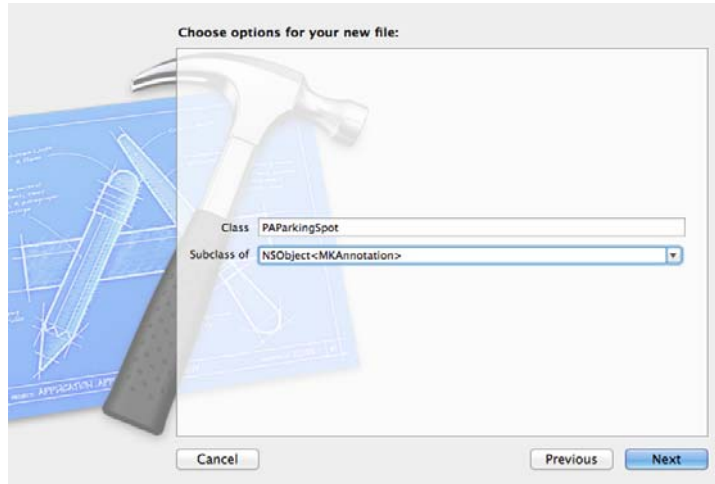 Choose options for your new file:
Class PAParkingSpot
Subclass of NSObject<MKAnnotation>
Cancel Previous Next